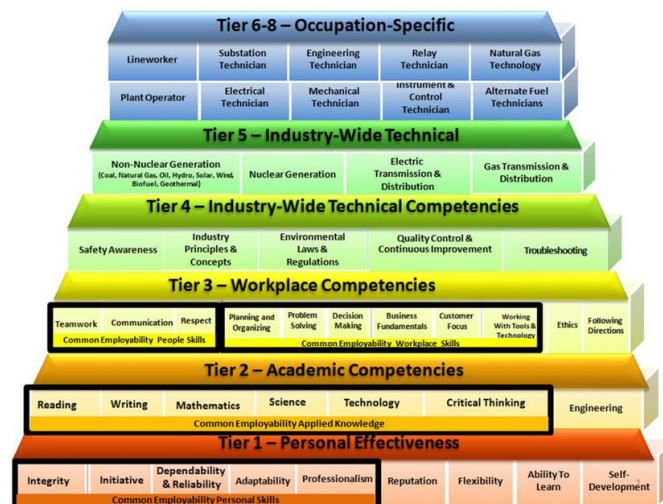 Tier 6-8 – Occupation-Specific
Lineworker
Substation Technician
Engineering Technician
Relay Technician
Natural Gas Technology
Plant Operator
Electrical Technician
Mechanical Technician
Instrument & Control Technician
Alternate Fuel Technicians
Tier 5 – Industry-Wide Technical
Non-Nuclear Generation
(Coal, Natural Gas, Oil, Hydro, Solar, Wind, Biofuel, Geothermal)
Nuclear Generation
Electric Transmission & Distribution
Gas Transmission & Distribution
Tier 4 – Industry-Wide Technical Competencies
Safety Awareness
Industry Principles & Concepts
Environmental Laws & Regulations
Quality Control & Continuous Improvement
Troubleshooting
Tier 3 – Workplace Competencies
Teamwork
Communication
Respect
Common Employability People Skills
Planning and Organizing
Problem Solving
Decision Making
Business Fundamentals
Customer Focus
Working With Tools & Technology
Common Employability Workplace Skills
Ethics
Following Directions
Tier 2 – Academic Competencies
Reading
Writing
Mathematics
Science
Technology
Critical Thinking
Common Employability Applied Knowledge
Engineering
Tier 1 – Personal Effectiveness
Integrity
Initiative
Dependability & Reliability
Adaptability
Professionalism
Common Employability Personal Skills
Reputation
Flexibility
Ability To Learn
Self-Development